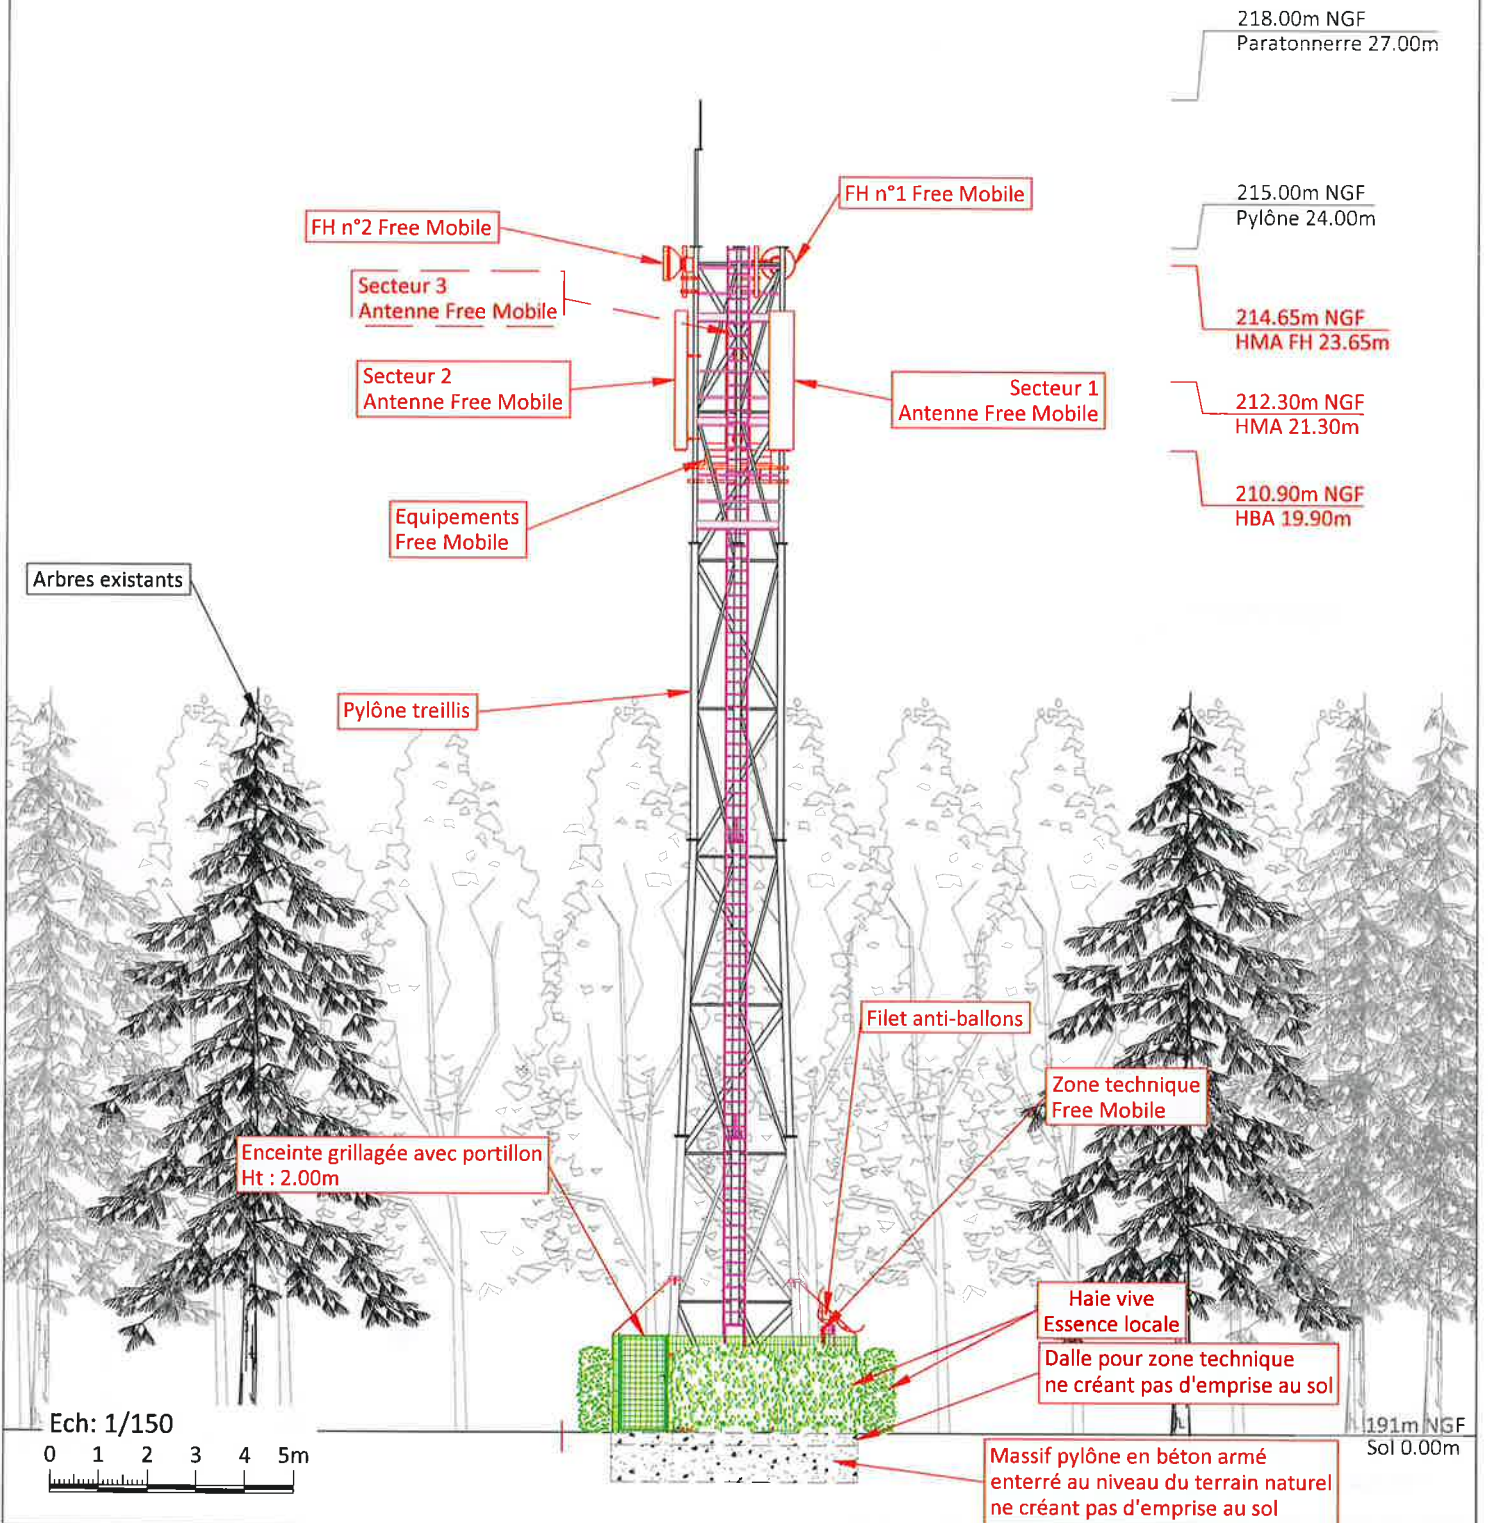 218.00m NGF
Paratonnerre 27.00m
FH n°1 Free Mobile
215.00m NGF
Pylône 24.00m
FH n°2 Free Mobile
Secteur 3
Antenne Free Mobile
214.65m NGF
HMA FH 23.65m
Secteur 2
Antenne Free Mobile
Secteur 1
Antenne Free Mobile
212.30m NGF
HMA 21.30m
210.90m NGF
HBA 19.90m
Equipements
Free Mobile
Arbres existants
Pylône treillis
Filet anti-ballons
Zone technique
Free Mobile
Enceinte grillagée avec portillon
Ht : 2.00m
Haie vive
Essence locale
Dalle pour zone technique
ne créant pas d'emprise au sol
Ech: 1/150
0 1 2 3 4 5m
191m NGF
Sol 0.00m
Massif pylône en béton armé
enterré au niveau du terrain naturel
ne créant pas d'emprise au sol